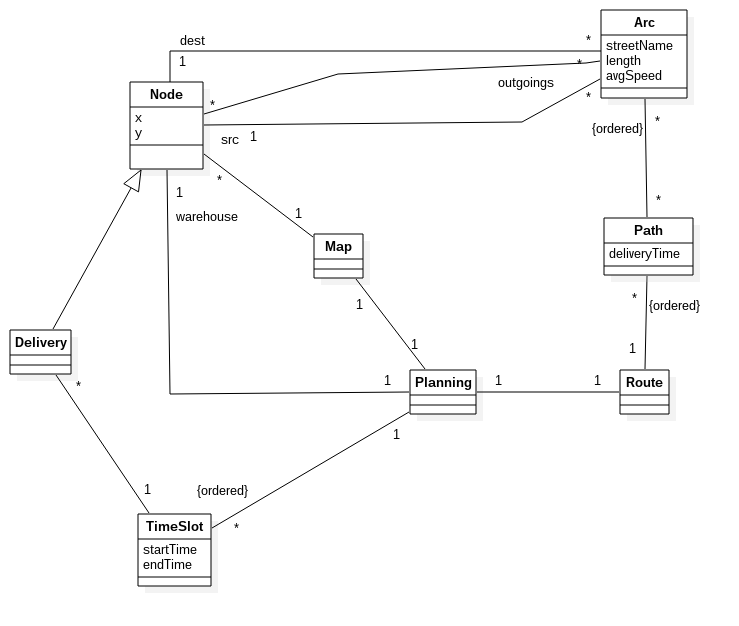 Arc
dest
*
streetName
length
avgSpeed
1
*
outgoings
Node
*
*
x
y
src
1
*
{ordered}
*
1
warehouse
*
1
*
Map
Path
deliveryTime
1
*
{ordered}
Delivery
1
1
*
1
Planning
1
1
Route
1
1
{ordered}
*
TimeSlot
startTime
endTime